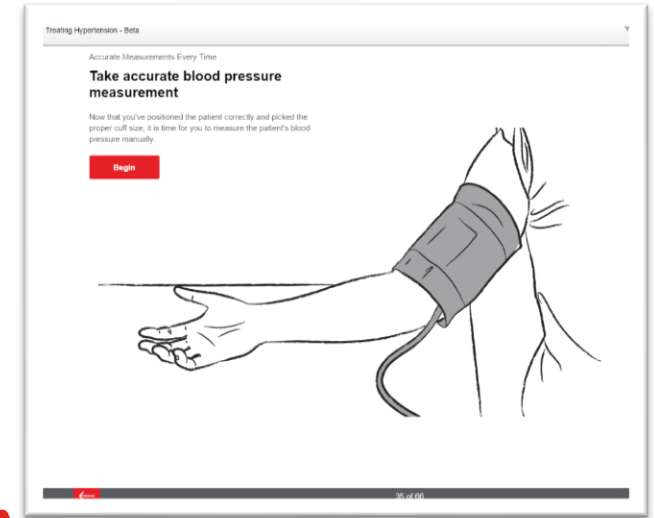 Treating Hypertension - Beta
Y
Accurate Measurements Every Time
Take accurate blood pressure
measurement
Now that you've positioned the patient correctly and picked the
proper cuff size, it is time for you to measure the patient's blood
pressure manually
Begin
35 of 66